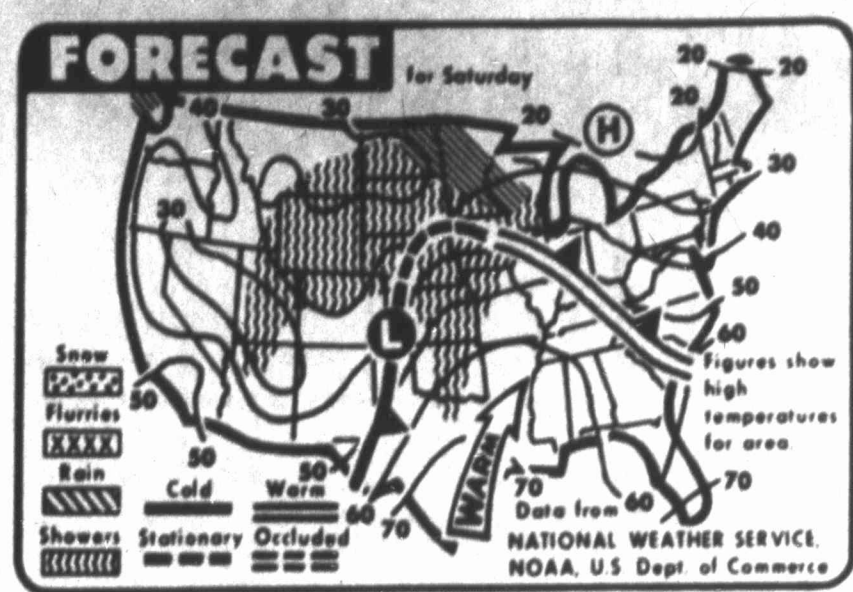 FORECAST
for Saturday
20
20
40
30
20
H
20
30
30
40
50
L
60
Snow
Figures show
high
temperatures
for area.
50
Flurries
XXXX
50
50
Rain
Cold
Warm
WARM
70
70
60
70
60
Data from
Showers
Stationary
Occluded
NATIONAL WEATHER SERVICE,
NOAA, U.S. Dept. of Commerce